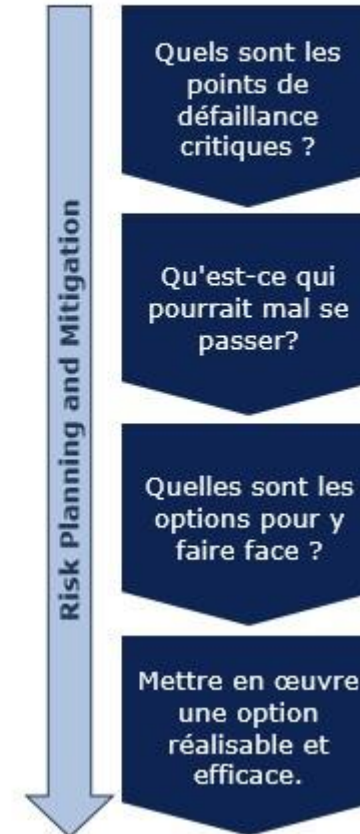 Risk Planning and Mitigation
Quels sont les
points de
défaillance
critiques ?
Qu'est-ce qui
pourrait mal se
passer?
Quelles sont les
options pour y
faire face ?
Mettre en œuvre
une option
réalisable et
efficace.